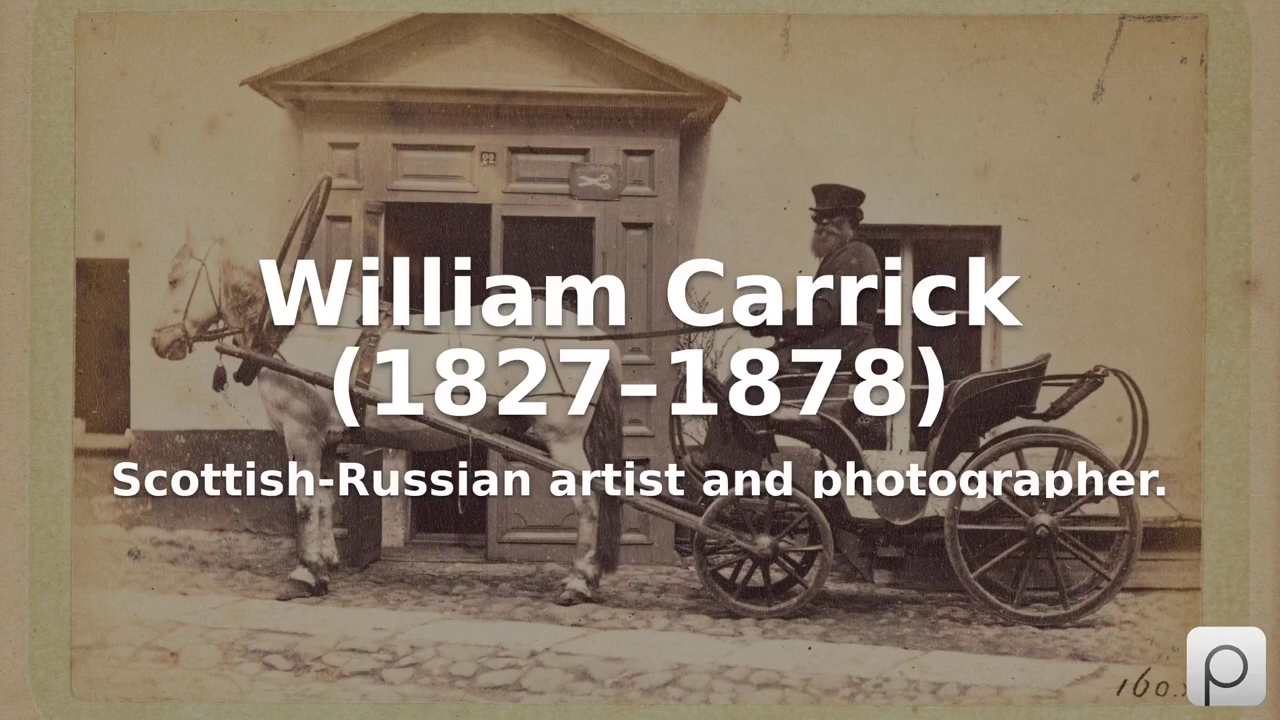 William Carrick
(1827–1878)
Scottish-Russian artist and photographer.
160.